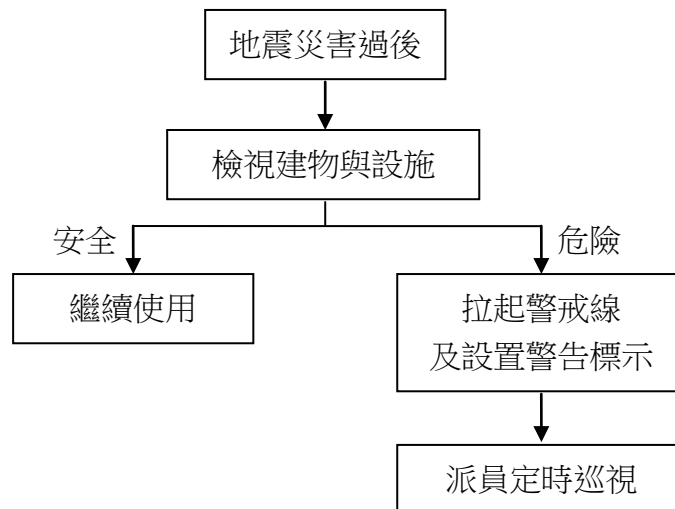 地震災害過後
檢視建物與設施
安全
危險
繼續使用
拉起警戒線
及設置警告標示
派員定時巡視